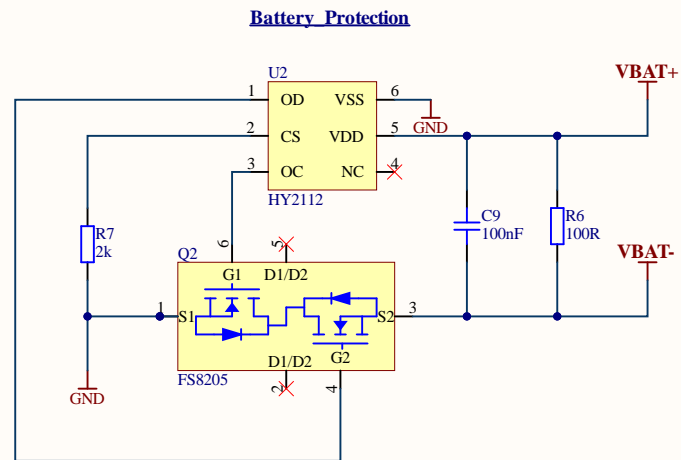 Battery_Protection
U2
VBAT+
1 OD VSS 6
GND
2 CS VDD 5
3 OC NC 4
HY2112
R7
2k
C9
100nF
R6
100R
VBAT-
Q2
6 5
G1 D1/D2
1 S1 S2 3
D1/D2 G2
FS8205
2 4
GND